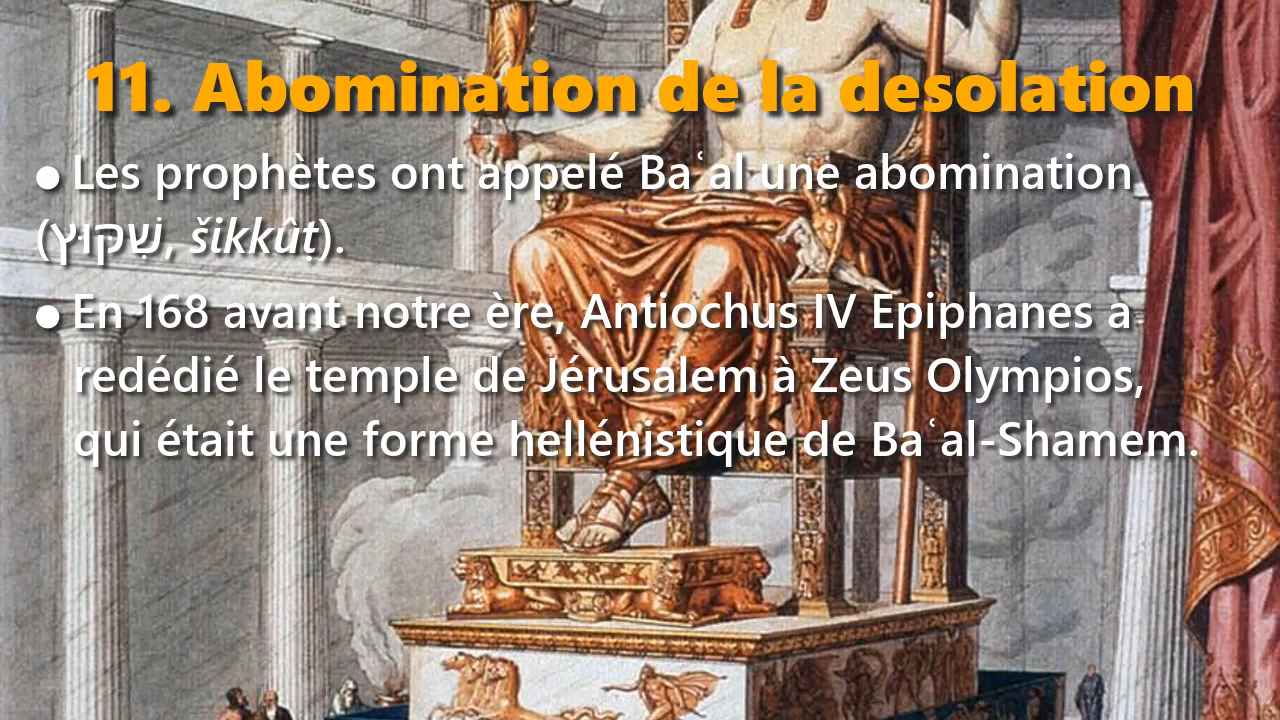 11. Abomination de la desolation
● Les prophètes ont appelé Baʿal une abomination
(שִׁקּוּץ, šikkûṭ).
● En 168 avant notre ère, Antiochus IV Epiphanes a
redédié le temple de Jérusalem à Zeus Olympios,
qui était une forme hellénistique de Baʿal-Shamem.